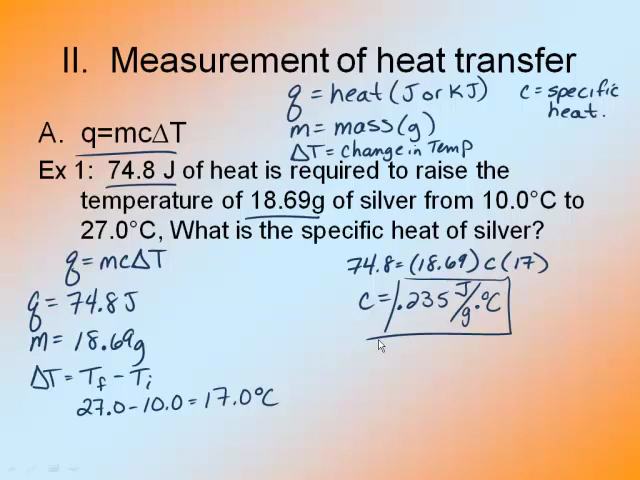 II. Measurement of heat transfer
q = heat (J or KJ)
c = specific
heat.
m = mass (g)
ΔT = change in Temp
A. q=mc∆T
Ex 1: 74.8 J of heat is required to raise the
temperature of 18.69g of silver from 10.0°C to
27.0°C, What is the specific heat of silver?
q = mcΔT
q = 74.8 J
m = 18.69g
ΔT = Tf − Ti
27.0 − 10.0 = 17.0°C
74.8 = (18.69) c (17)
c = .235 J/g·°C